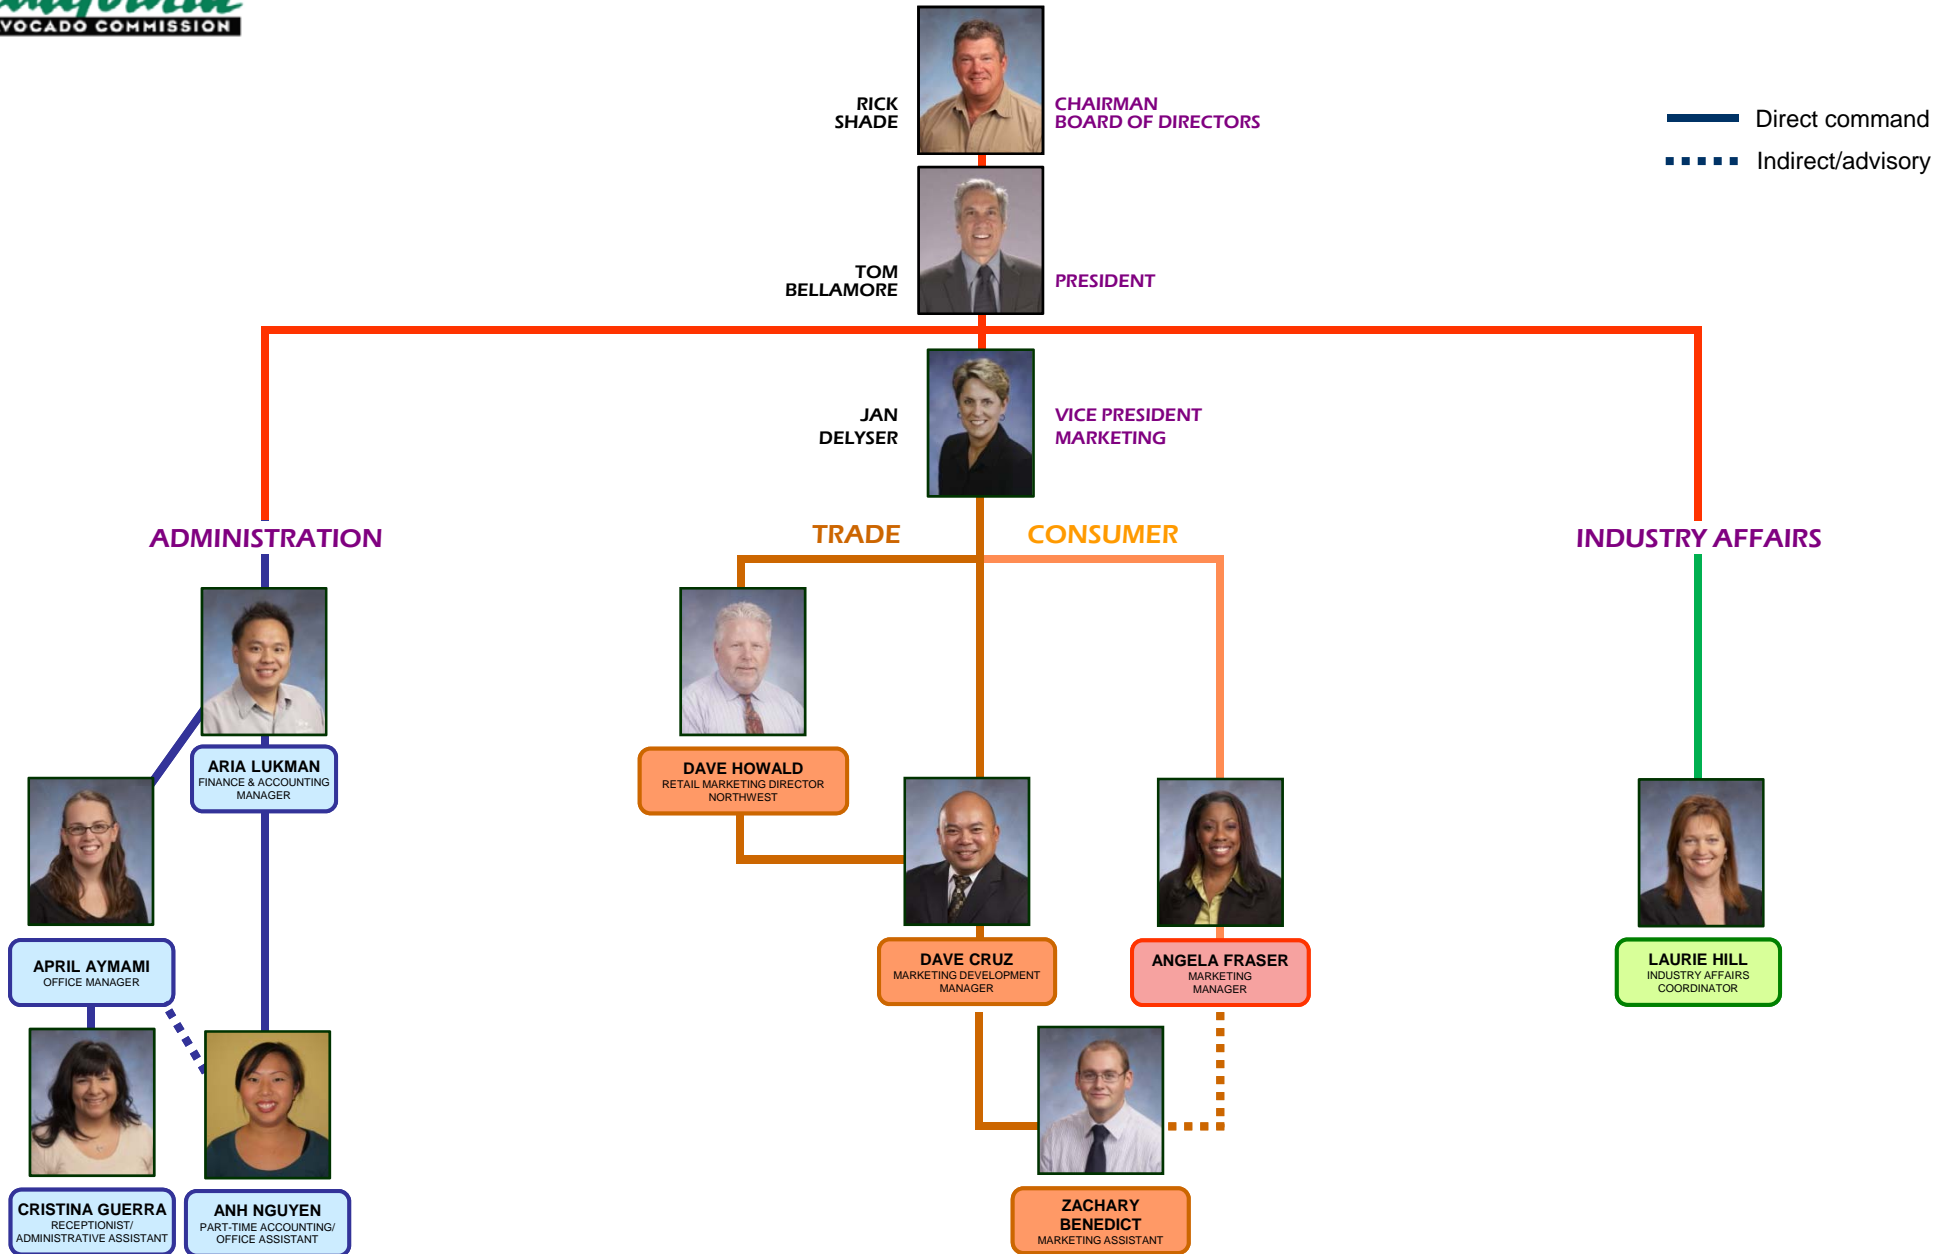 AVOCADO COMMISSION
RICK
SHADE
CHAIRMAN
BOARD OF DIRECTORS
Direct command
Indirect/advisory
TOM
BELLAMORE
PRESIDENT
JAN
DELYSER
VICE PRESIDENT
MARKETING
ADMINISTRATION
TRADE
CONSUMER
INDUSTRY AFFAIRS
ARIA LUKMAN
FINANCE & ACCOUNTING
MANAGER
DAVE HOWALD
RETAIL MARKETING DIRECTOR
NORTHWEST
APRIL AYMAMI
OFFICE MANAGER
DAVE CRUZ
MARKETING DEVELOPMENT
MANAGER
ANGELA FRASER
MARKETING
MANAGER
LAURIE HILL
INDUSTRY AFFAIRS
COORDINATOR
CRISTINA GUERRA
RECEPTIONIST/
ADMINISTRATIVE ASSISTANT
ANH NGUYEN
PART-TIME ACCOUNTING/
OFFICE ASSISTANT
ZACHARY
BENEDICT
MARKETING ASSISTANT